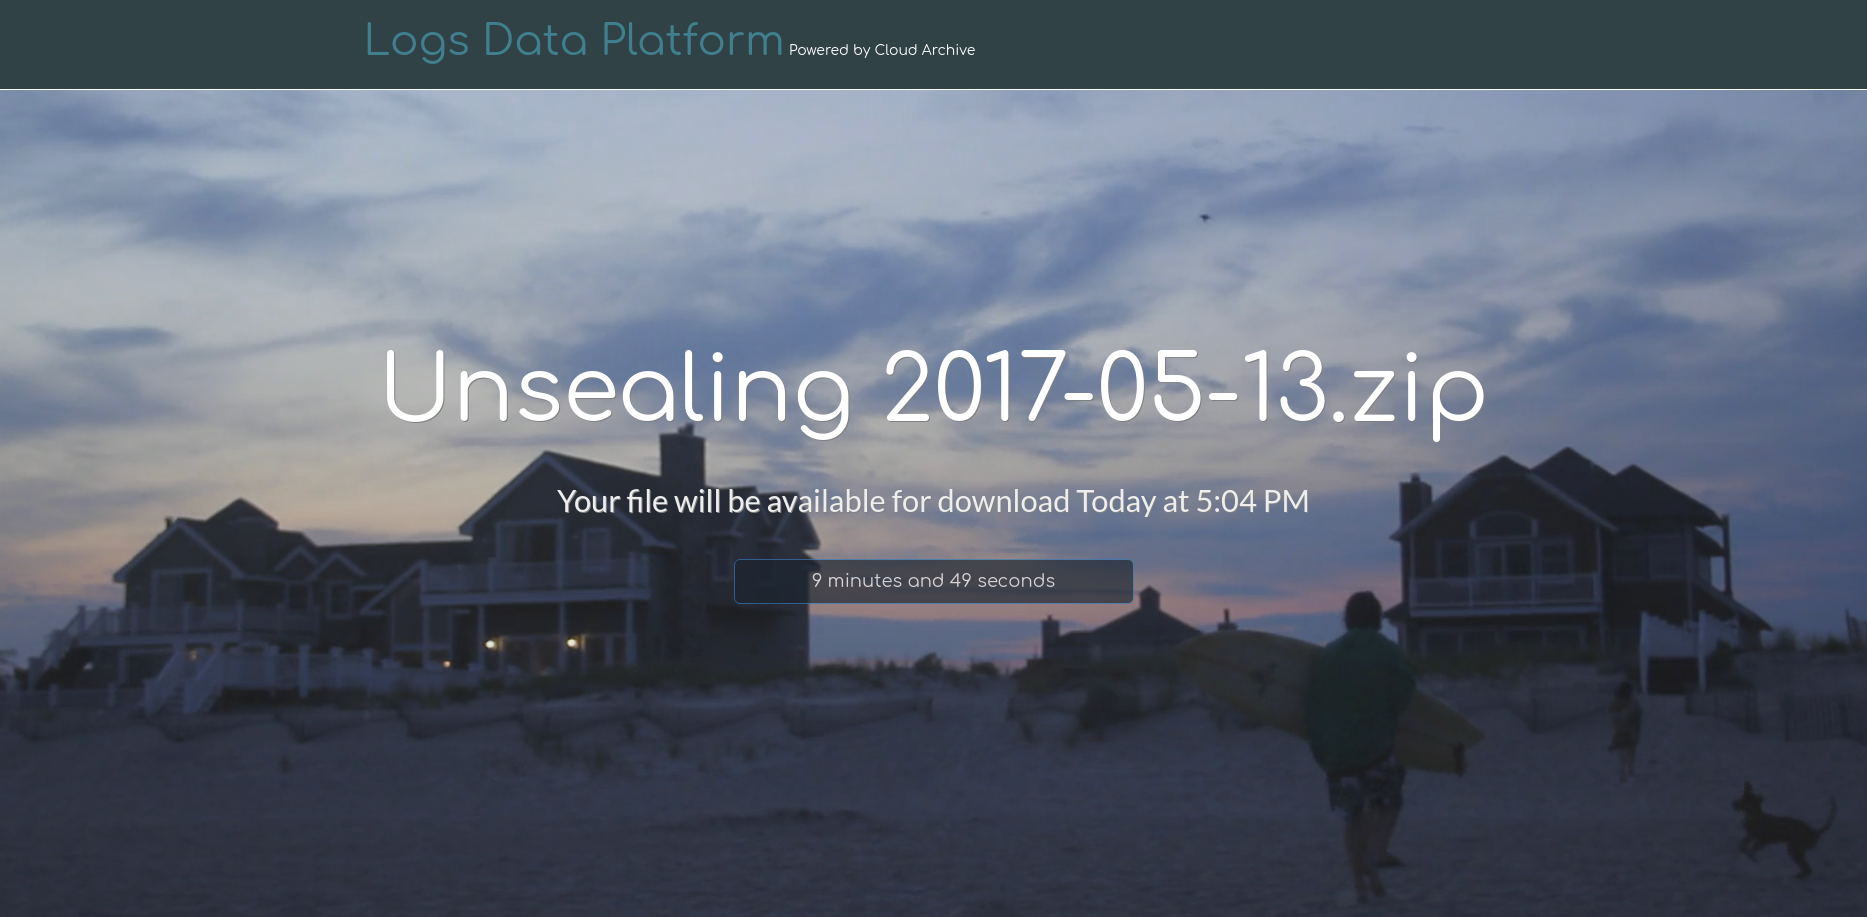 Logs Data Platform Powered by Cloud Archive
Unsealing 2017-05-13.zip
Your file will be available for download Today at 5:04 PM
9 minutes and 49 seconds